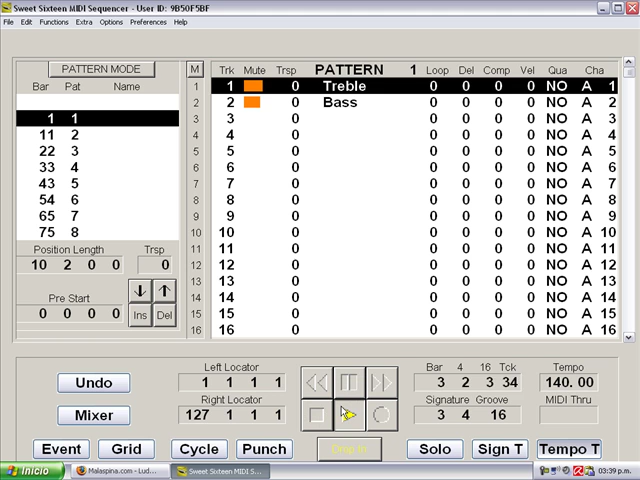 Sweet Sixteen MIDI Sequencer - User ID: 9B50F5BF
File Edit Functions Events Options Preferences Help
PATTERN MODE
Bar Pat Name
1 1
11 2
22 3
33 4
43 5
54 6
65 7
75 8
Position Length Trsp
10 2 0 0 0
Pre Start
0 0 0 0
Ins Del
M Trk Mute Trsp PATTERN 1 Loop Del Comp Vel Qua Cha
1 1 0 Treble 0 0 0 0 NO A 1
2 2 0 Bass 0 0 0 0 NO A 2
3 3 0 0 0 0 0 NO A 3
4 4 0 0 0 0 0 NO A 4
5 5 0 0 0 0 0 NO A 5
6 6 0 0 0 0 0 NO A 6
7 7 0 0 0 0 0 NO A 7
8 8 0 0 0 0 0 NO A 8
9 9 0 0 0 0 0 NO A 9
10 10 0 0 0 0 0 NO A 10
11 11 0 0 0 0 0 NO A 11
12 12 0 0 0 0 0 NO A 12
13 13 0 0 0 0 0 NO A 13
14 14 0 0 0 0 0 NO A 14
15 15 0 0 0 0 0 NO A 15
16 16 0 0 0 0 0 NO A 16
Undo
Mixer
Left Locator
1 1 1 1
Right Locator
127 1 1 1
Bar 4 16 Tck Tempo
3 2 3 34 140. 00
Signature Groove MIDI Thru
3 4 16
Event Grid Cycle Punch Drop In Solo Sign T Tempo T
Inicio Malaspina.com - Lud... Sweet Sixteen MIDI S... 03:39 p.m.